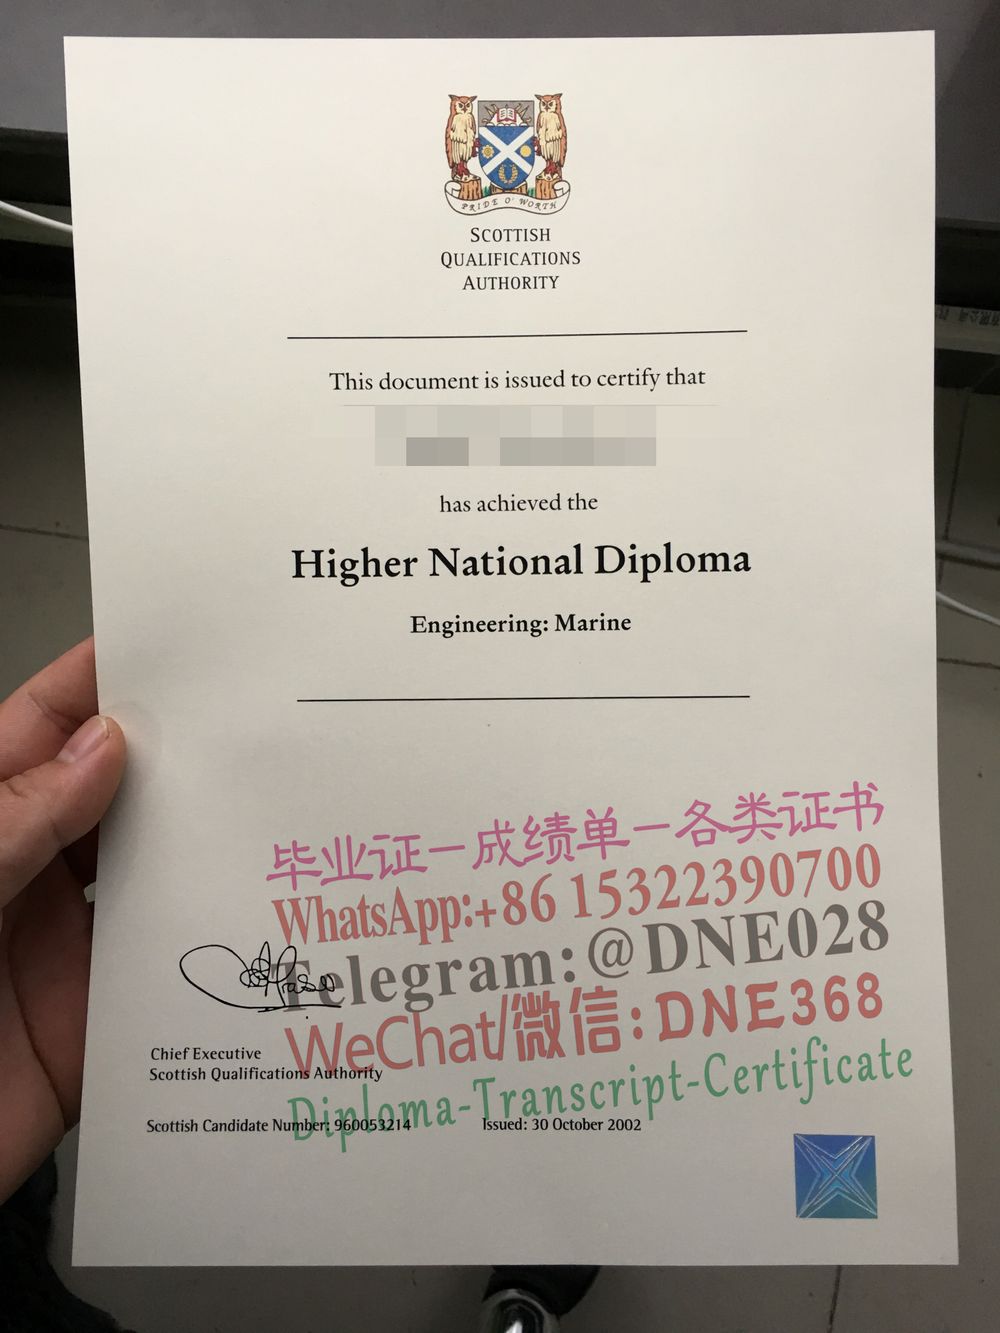 PRIDE O' WORTH
SCOTTISH
QUALIFICATIONS
AUTHORITY
This document is issued to certify that
has achieved the
Higher National Diploma
Engineering: Marine
毕业证－成绩单－各类证书
WhatsApp:+86 15322390700
Telegram:@DNE028
WeChat/微信:DNE368
Diploma-Transcript-Certificate
Chief Executive
Scottish Qualifications Authority
Scottish Candidate Number: 960053214
Issued: 30 October 2002